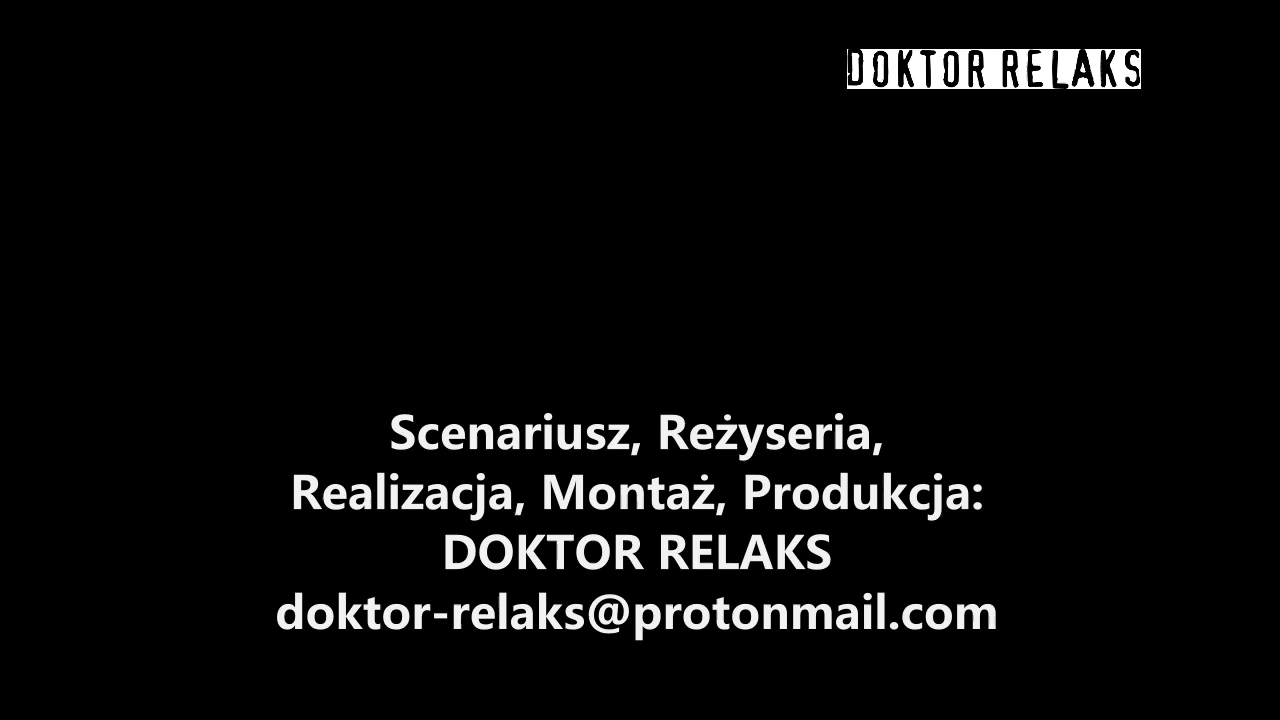 DOKTOR RELAKS
Scenariusz, Reżyseria,
Realizacja, Montaż, Produkcja:
DOKTOR RELAKS
doktor-relaks@protonmail.com